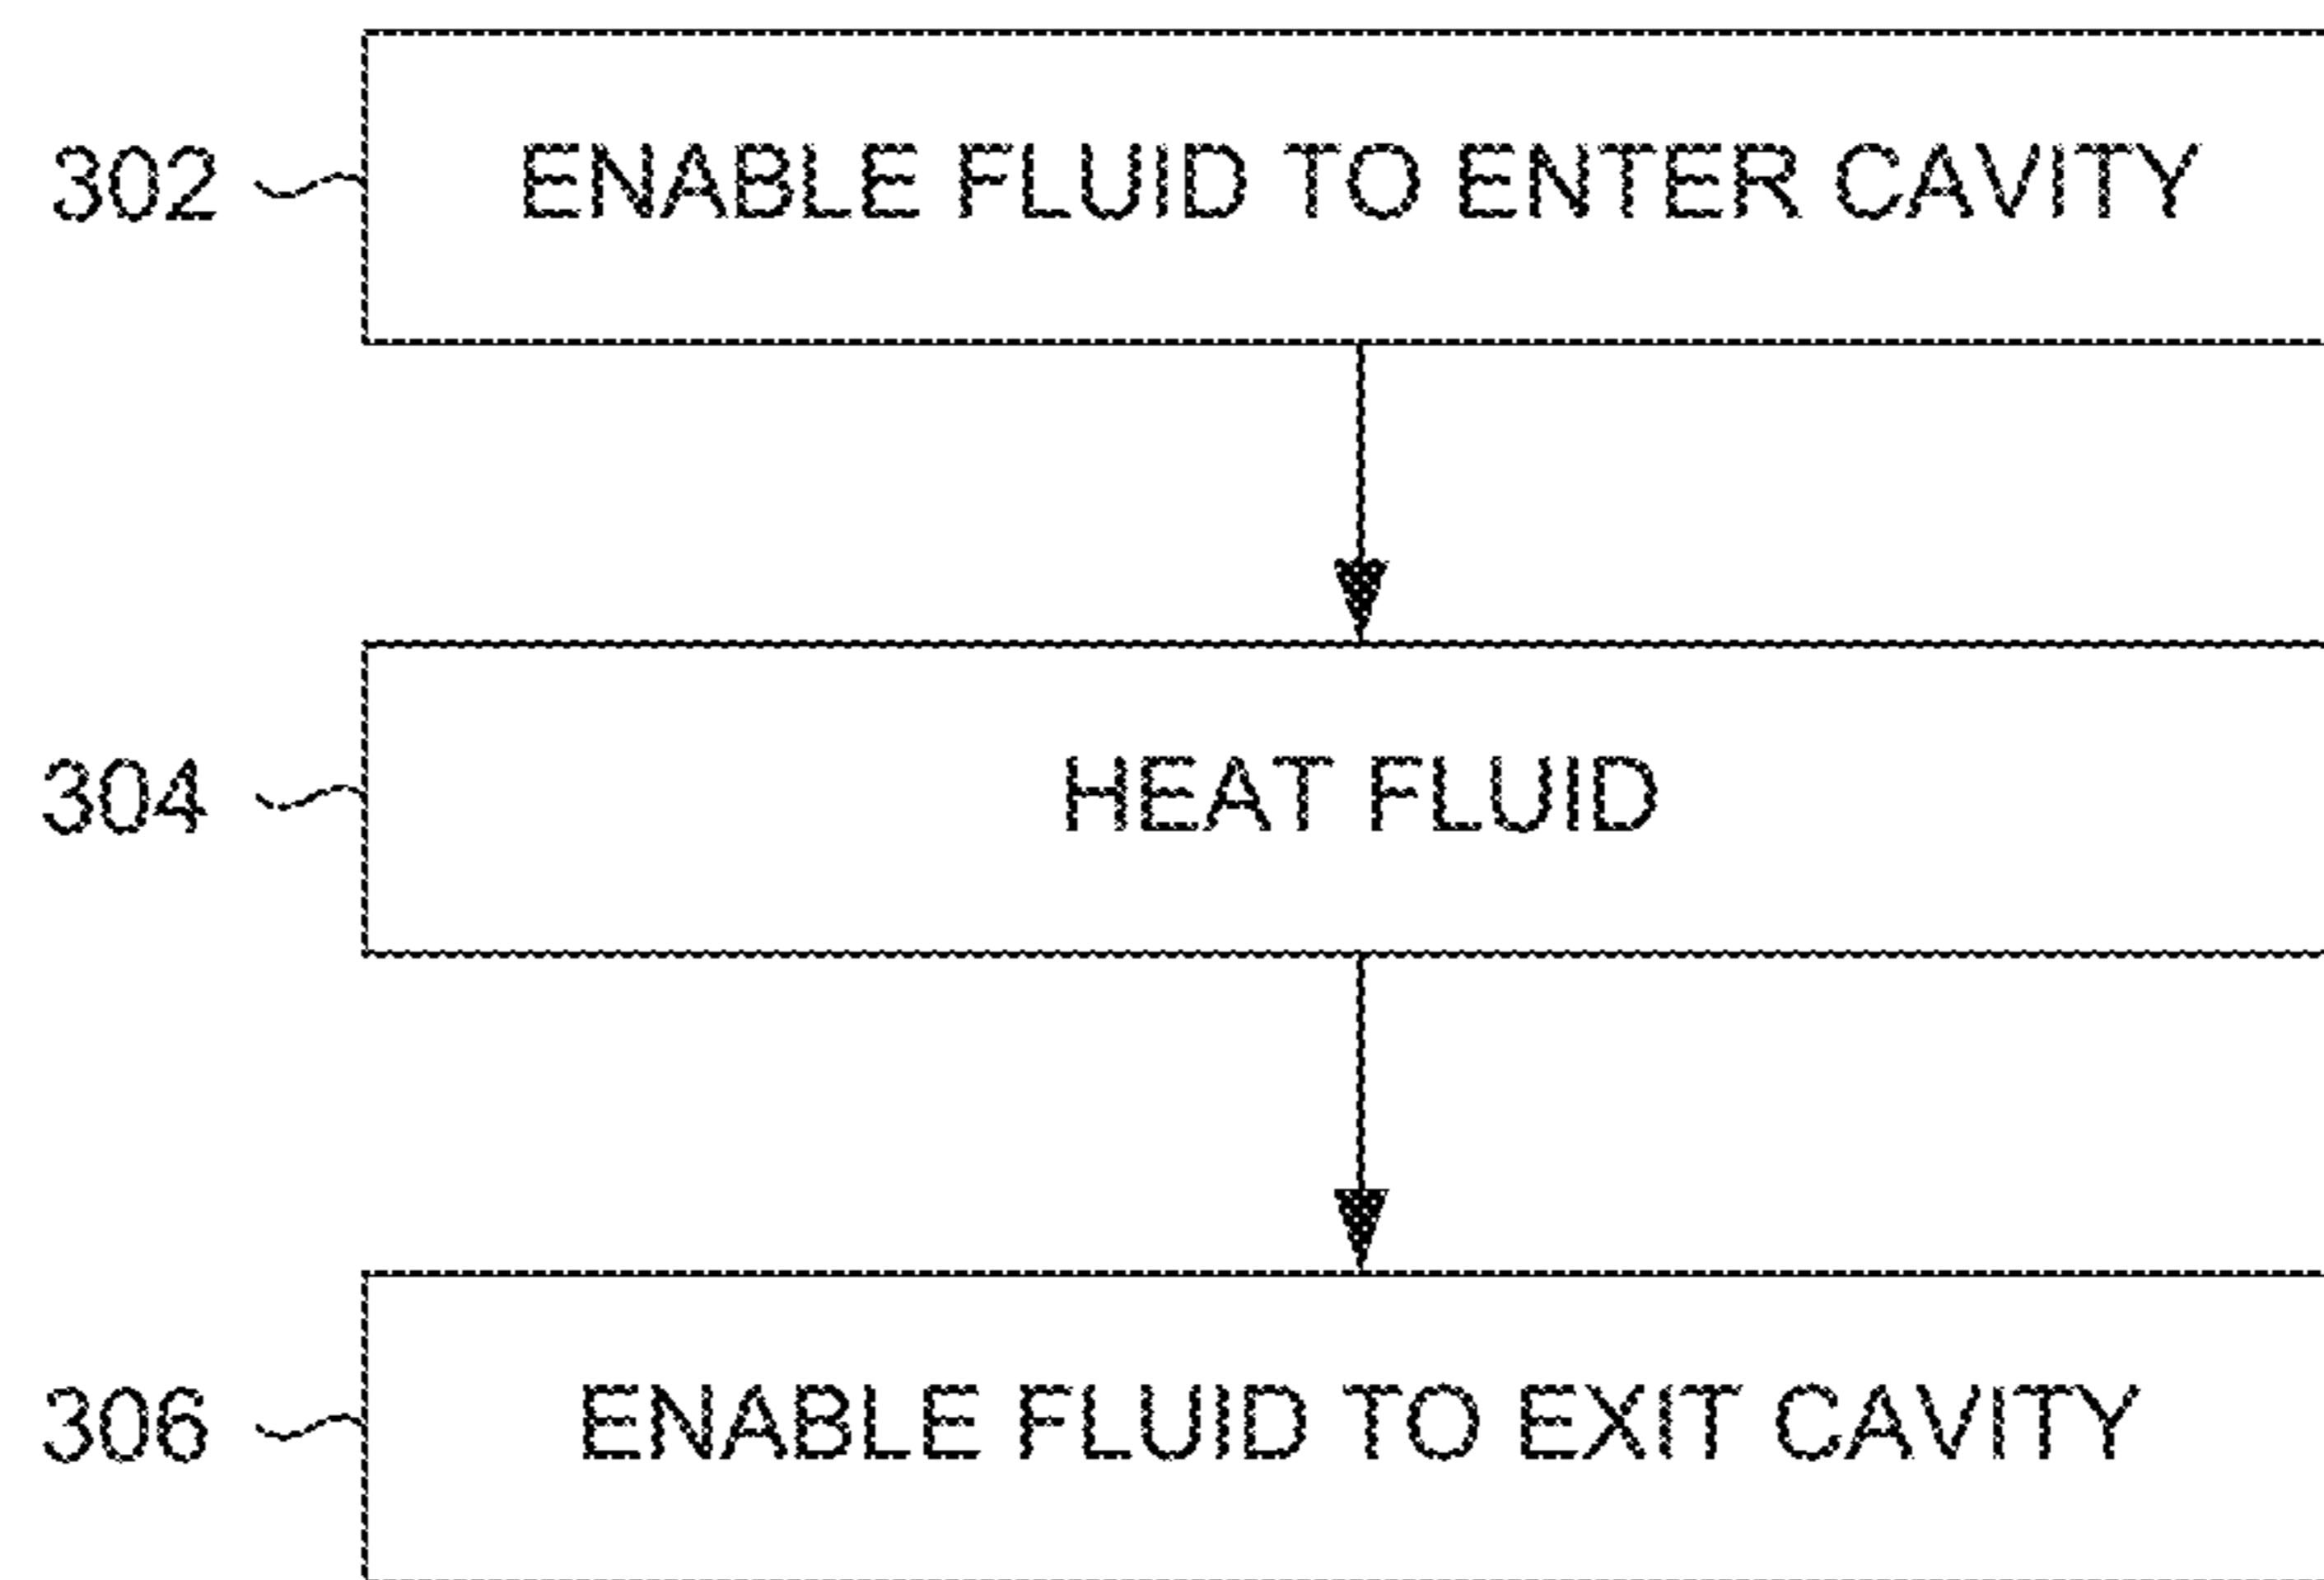 302 ENABLE FLUID TO ENTER CAVITY
304 HEAT FLUID
306 ENABLE FLUID TO EXIT CAVITY